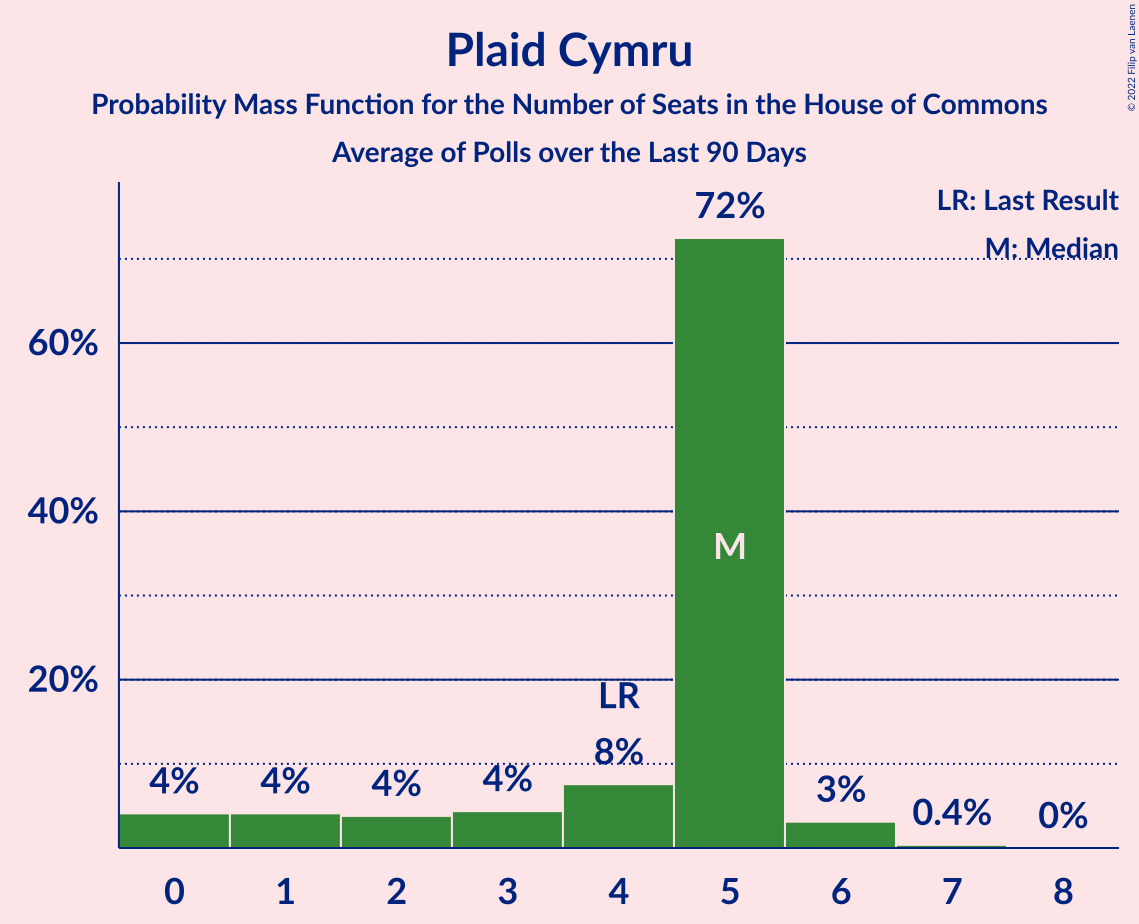 Plaid Cymru
Probability Mass Function for the Number of Seats in the House of Commons
Average of Polls over the Last 90 Days
© 2022 Filip van Laenen
LR: Last Result
M: Median
72%
60%
40%
M
20%
LR
8%
4% 4% 4% 4% 3% 0.4% 0%
0 1 2 3 4 5 6 7 8